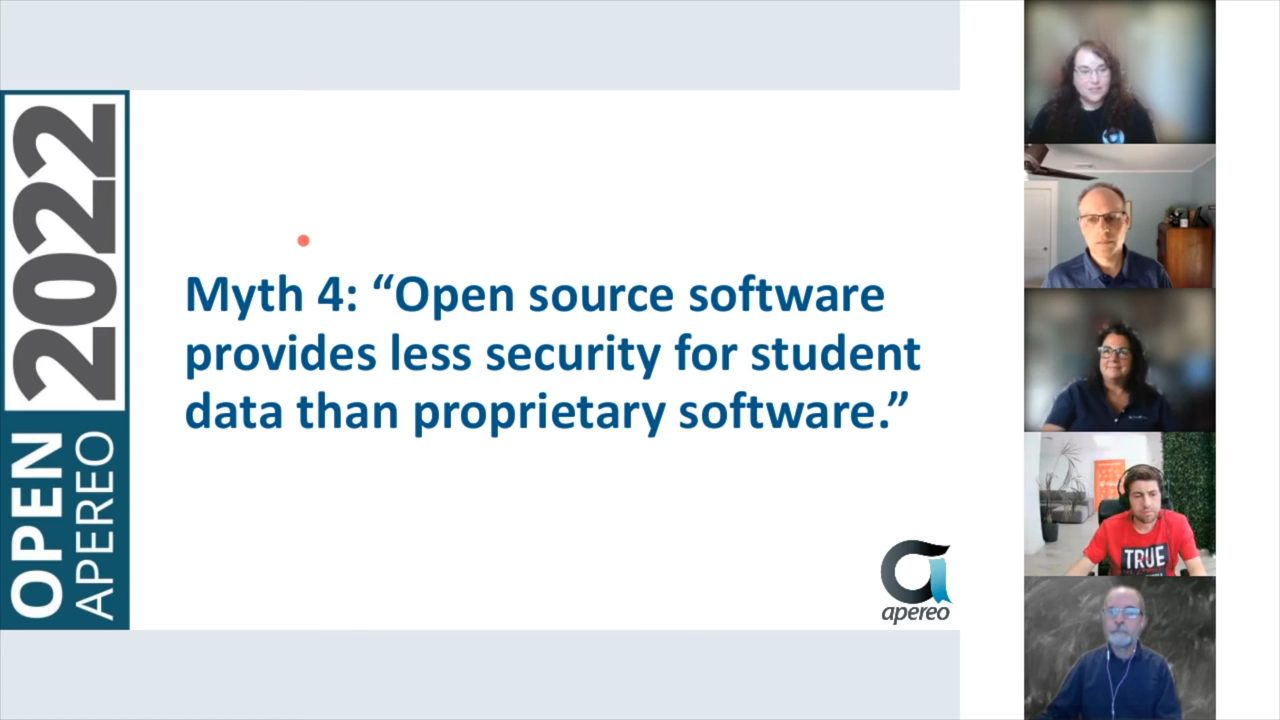 OPEN 2022
APEREO
Myth 4: “Open source software
provides less security for student
data than proprietary software.”
apereo
TRUE